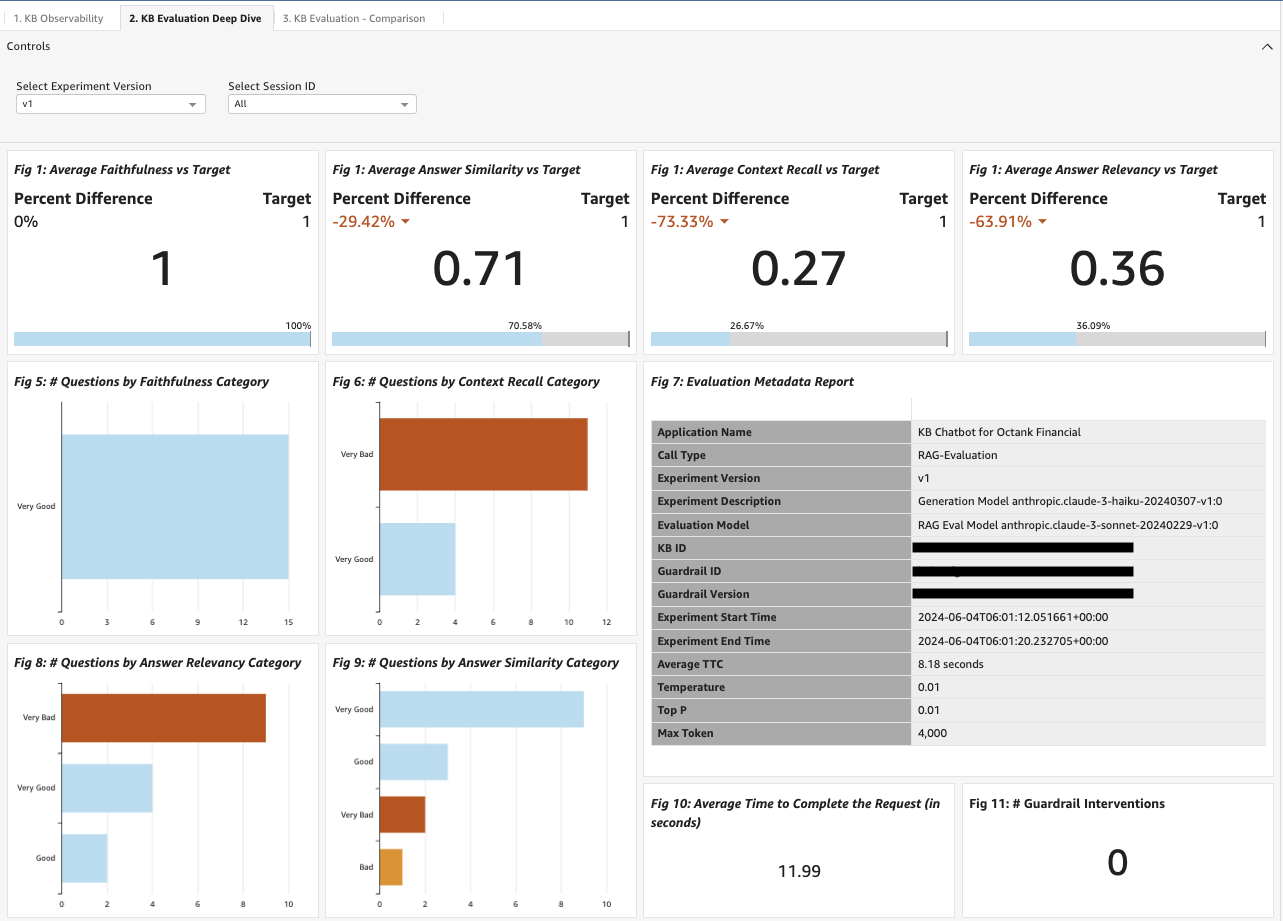 1. KB Observability
2. KB Evaluation Deep Dive
3. KB Evaluation - Comparison
Controls
Select Experiment Version
v1
Select Session ID
All
Fig 1: Average Faithfulness vs Target
Percent Difference Target
0% 1
1
100%
Fig 1: Average Answer Similarity vs Target
Percent Difference Target
-29.42% 1
0.71
70.58%
Fig 1: Average Context Recall vs Target
Percent Difference Target
-73.33% 1
0.27
26.67%
Fig 1: Average Answer Relevancy vs Target
Percent Difference Target
-63.91% 1
0.36
36.09%
Fig 5: # Questions by Faithfulness Category
Very Good
0 3 6 9 12 15
Fig 6: # Questions by Context Recall Category
Very Bad
Very Good
0 2 4 6 8 10 12
Fig 7: Evaluation Metadata Report
Application Name KB Chatbot for Octank Financial
Call Type RAG-Evaluation
Experiment Version v1
Experiment Description Generation Model anthropic.claude-3-haiku-20240307-v1:0
Evaluation Model RAG Eval Model anthropic.claude-3-sonnet-20240229-v1:0
KB ID
Guardrail ID
Guardrail Version
Experiment Start Time 2024-06-04T06:01:12.051661+00:00
Experiment End Time 2024-06-04T06:01:20.232705+00:00
Average TTC 8.18 seconds
Temperature 0.01
Top P 0.01
Max Token 4,000
Fig 8: # Questions by Answer Relevancy Category
Very Bad
Very Good
Good
0 2 4 6 8 10
Fig 9: # Questions by Answer Similarity Category
Very Good
Good
Very Bad
Bad
0 2 4 6 8 10
Fig 10: Average Time to Complete the Request (in
seconds)
11.99
Fig 11: # Guardrail Interventions
0